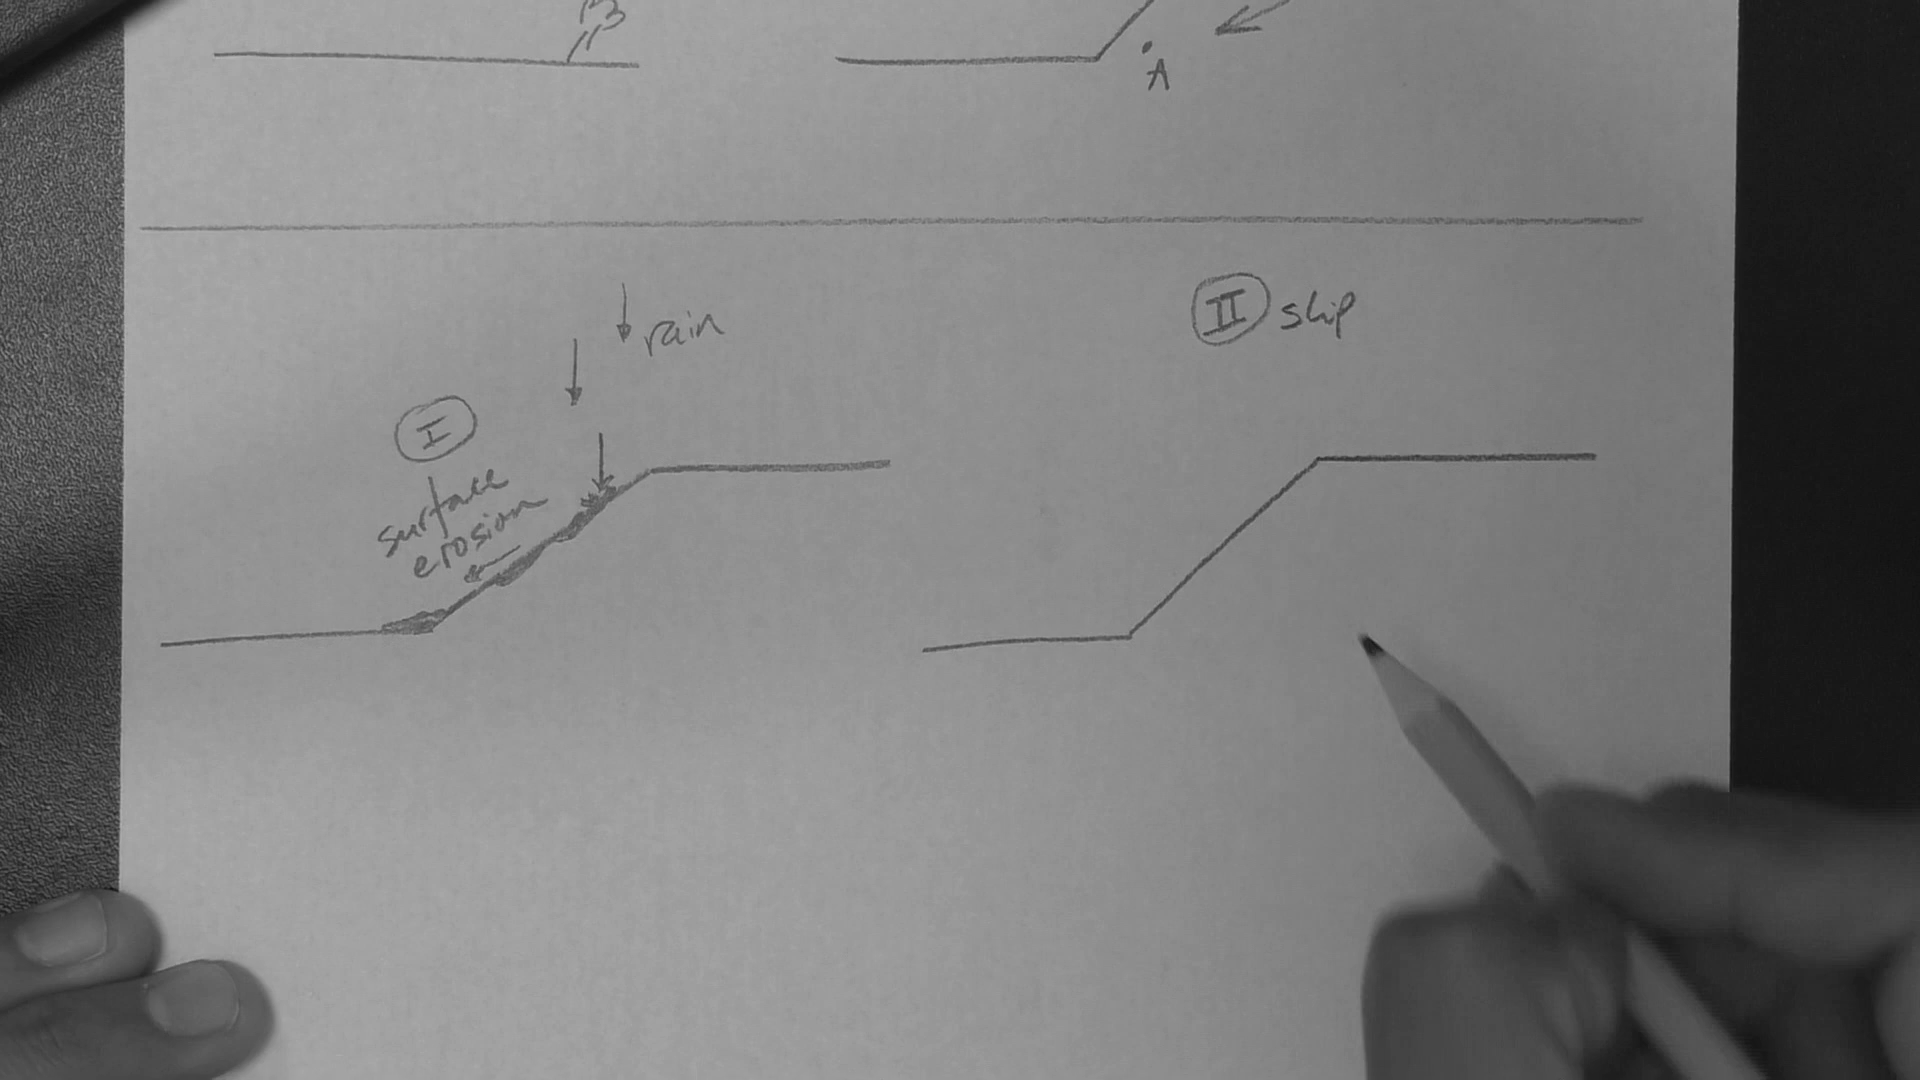 A
rain
II slip
I
surface
erosion